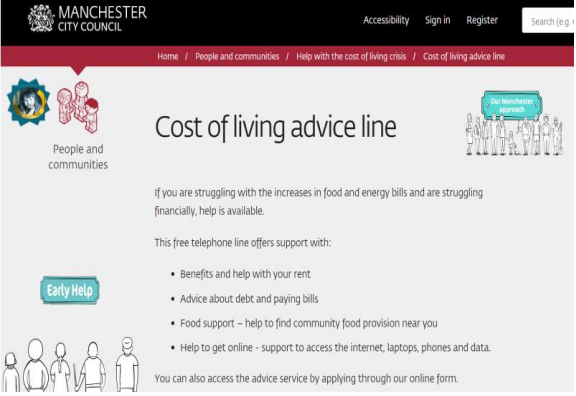 MANCHESTER
CITY COUNCIL
Accessibility Sign in Register
Search (e.g.
Home / People and communities / Help with the cost of living crisis / Cost of living advice line
People and
communities
Cost of living advice line
Our Manchester
approach
If you are struggling with the increases in food and energy bills and are struggling
financially, help is available.
This free telephone line offers support with:
• Benefits and help with your rent
• Advice about debt and paying bills
• Food support – help to find community food provision near you
• Help to get online - support to access the internet, laptops, phones and data.
Early Help
You can also access the advice service by applying through our online form.